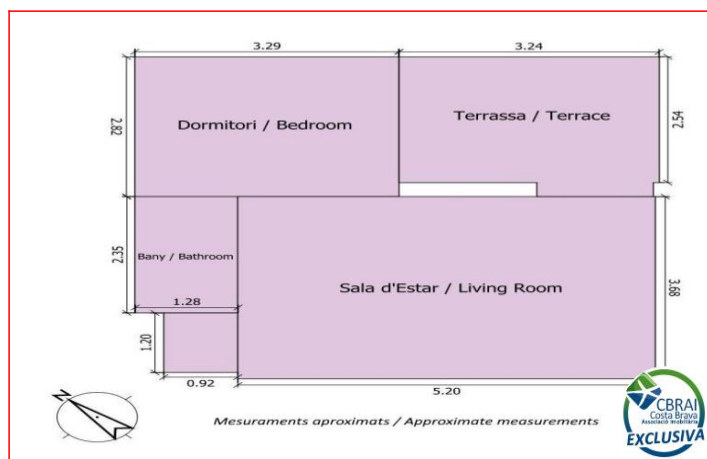 3.29
3.24
2.82
Dormitori / Bedroom
Terrassa / Terrace
2.54
2.35
Bany / Bathroom
1.28
Sala d'Estar / Living Room
3.68
1.20
0.92
5.20
N
Mesuraments aproximats / Approximate measurements
CBRAI
Costa Brava
Associació Imobiliària
EXCLUSIVA